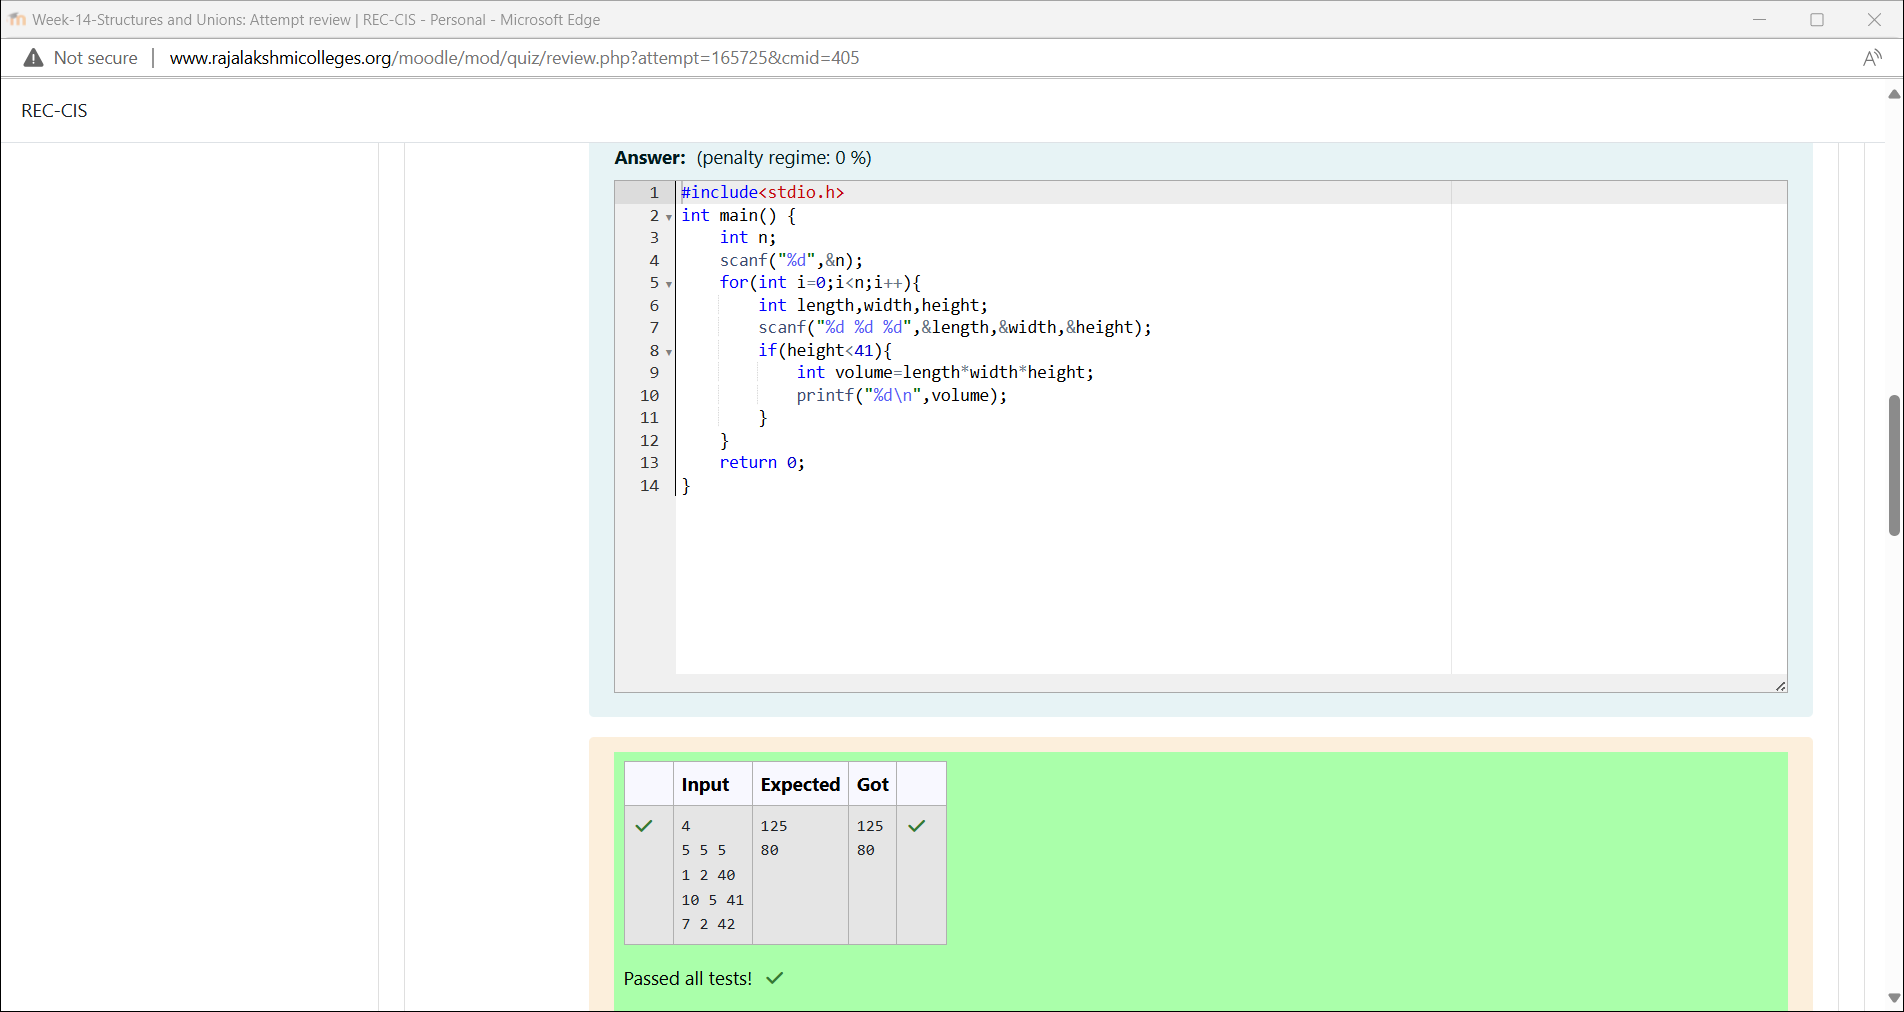 Week-14-Structures and Unions: Attempt review | REC-CIS - Personal - Microsoft Edge
Not secure | www.rajalakshmicolleges.org/moodle/mod/quiz/review.php?attempt=165725&cmid=405
REC-CIS
Answer: (penalty regime: 0 %)
1 #include<stdio.h>
2 int main() {
3     int n;
4     scanf("%d",&n);
5     for(int i=0;i<n;i++){
6         int length,width,height;
7         scanf("%d %d %d",&length,&width,&height);
8         if(height<41){
9             int volume=length*width*height;
10             printf("%d\n",volume);
11         }
12     }
13     return 0;
14 }
Input Expected Got
4 125 125
5 5 5 80 80
1 2 40
10 5 41
7 2 42
Passed all tests!